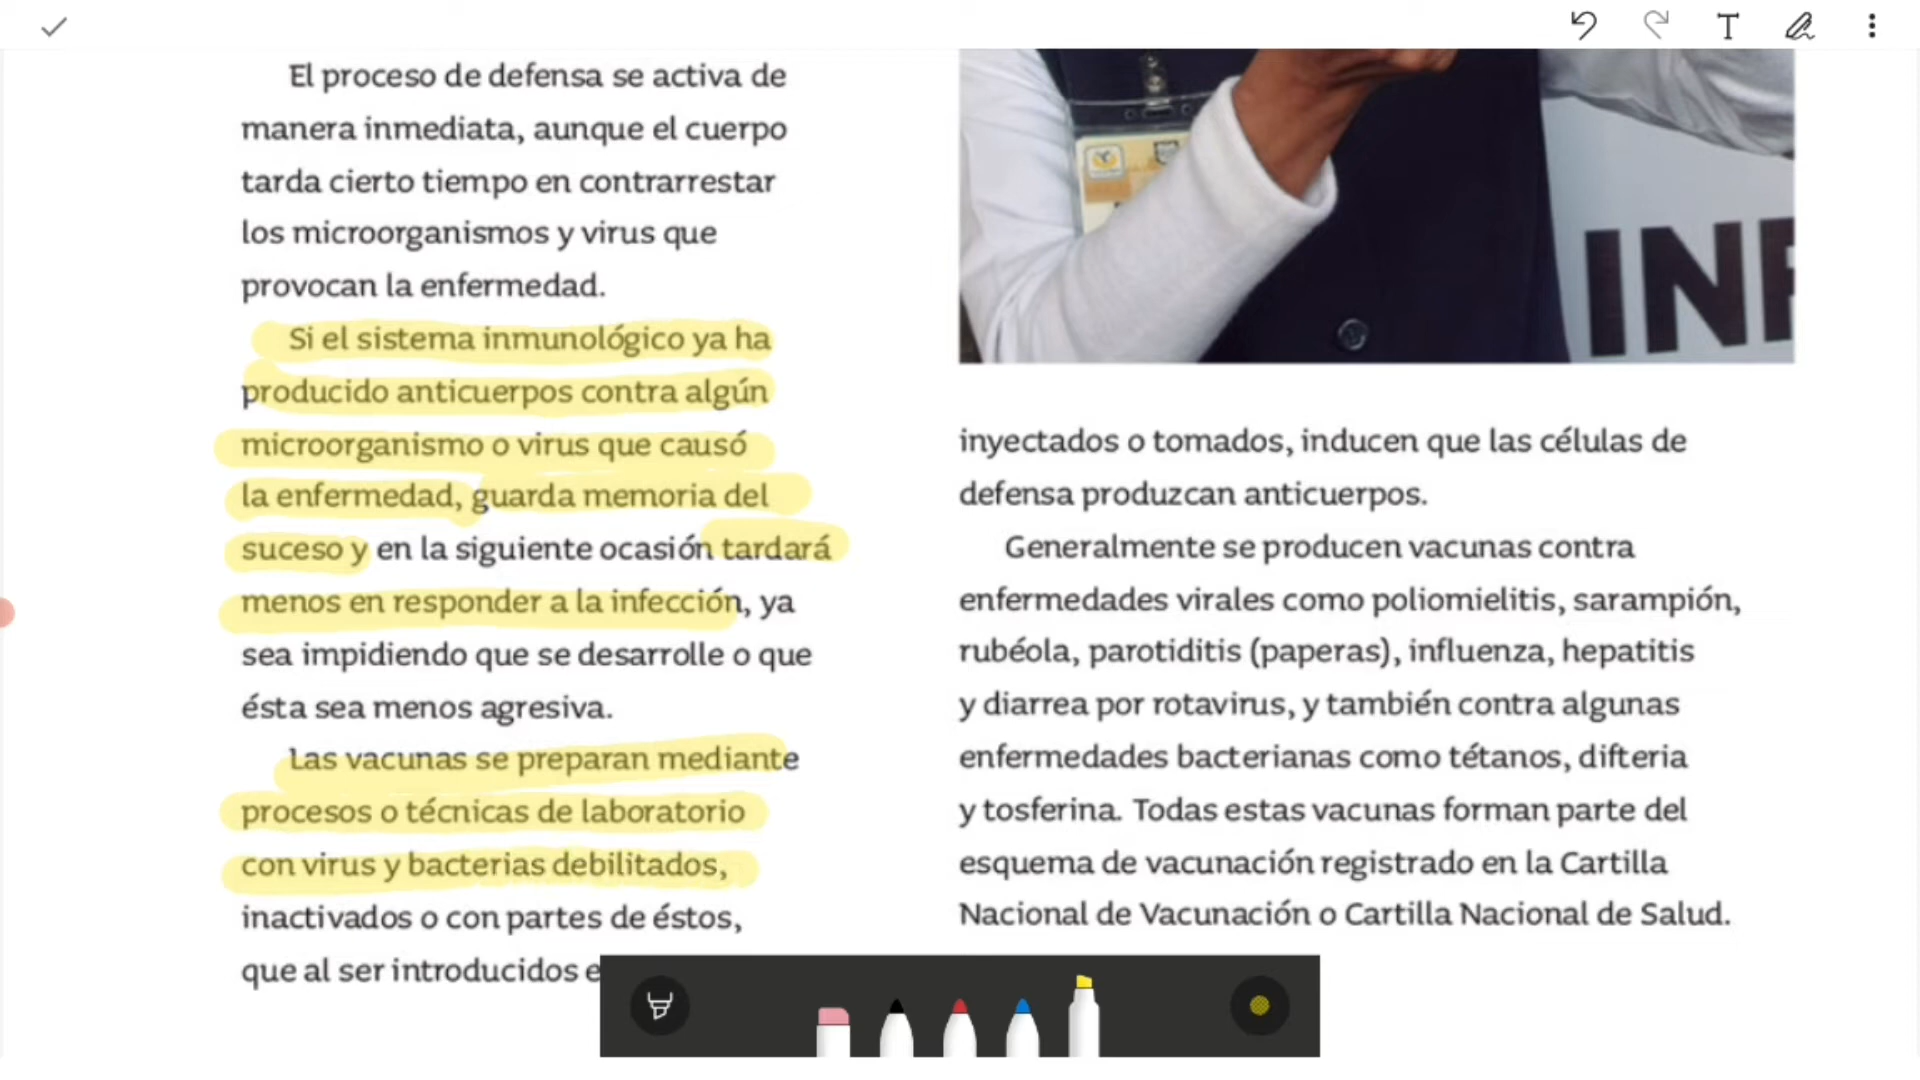 El proceso de defensa se activa de
manera inmediata, aunque el cuerpo
tarda cierto tiempo en contrarrestar
los microorganismos y virus que
provocan la enfermedad.
Si el sistema inmunológico ya ha
producido anticuerpos contra algún
microorganismo o virus que causó
la enfermedad, guarda memoria del
suceso y en la siguiente ocasión tardará
menos en responder a la infección, ya
sea impidiendo que se desarrolle o que
ésta sea menos agresiva.
Las vacunas se preparan mediante
procesos o técnicas de laboratorio
con virus y bacterias debilitados,
inactivados o con partes de éstos,
que al ser introducidos e
IN
inyectados o tomados, inducen que las células de
defensa produzcan anticuerpos.
Generalmente se producen vacunas contra
enfermedades virales como poliomielitis, sarampión,
rubéola, parotiditis (paperas), influenza, hepatitis
y diarrea por rotavirus, y también contra algunas
enfermedades bacterianas como tétanos, difteria
y tosferina. Todas estas vacunas forman parte del
esquema de vacunación registrado en la Cartilla
Nacional de Vacunación o Cartilla Nacional de Salud.